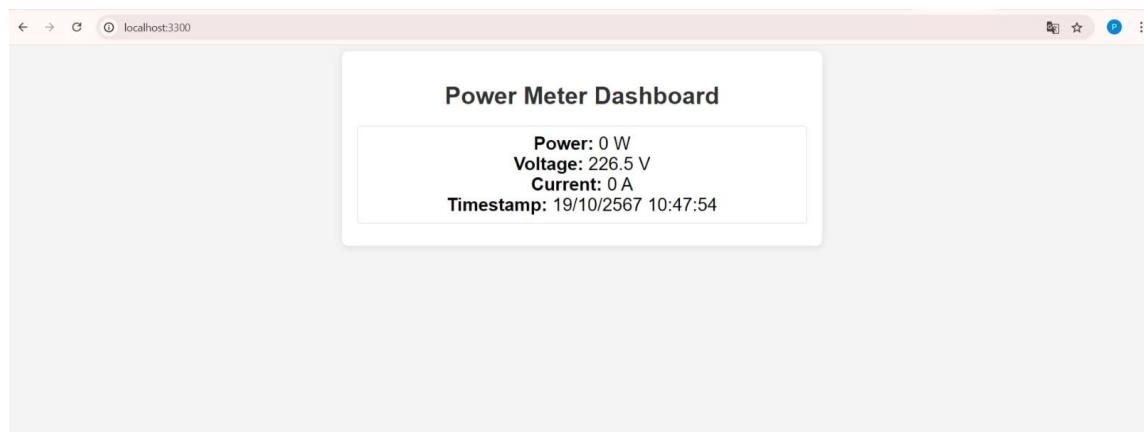 localhost:3300
P
Power Meter Dashboard
Power: 0 W
Voltage: 226.5 V
Current: 0 A
Timestamp: 19/10/2567 10:47:54